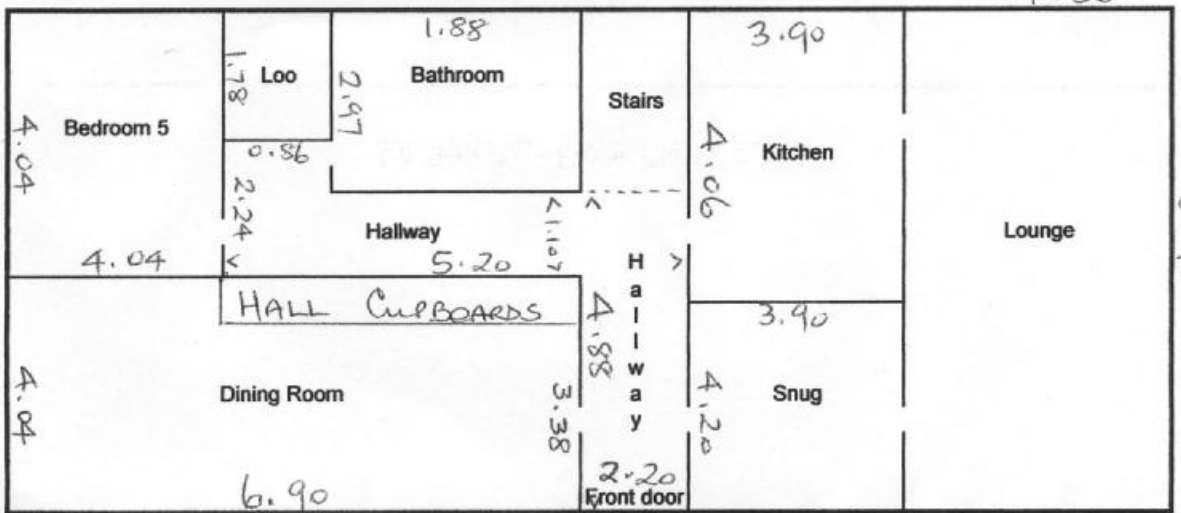 1.88
3.90
Loo
Bathroom
1.78
2.97
Stairs
Bedroom 5
4.04
0.86
Kitchen
4.06
2.24
Hallway
1.10
Lounge
4.04
5.20
Hallway
HALL CUPBOARDS
3.90
4.88
4.04
Dining Room
3.38
4.20
Snug
6.90
2.20
Front door